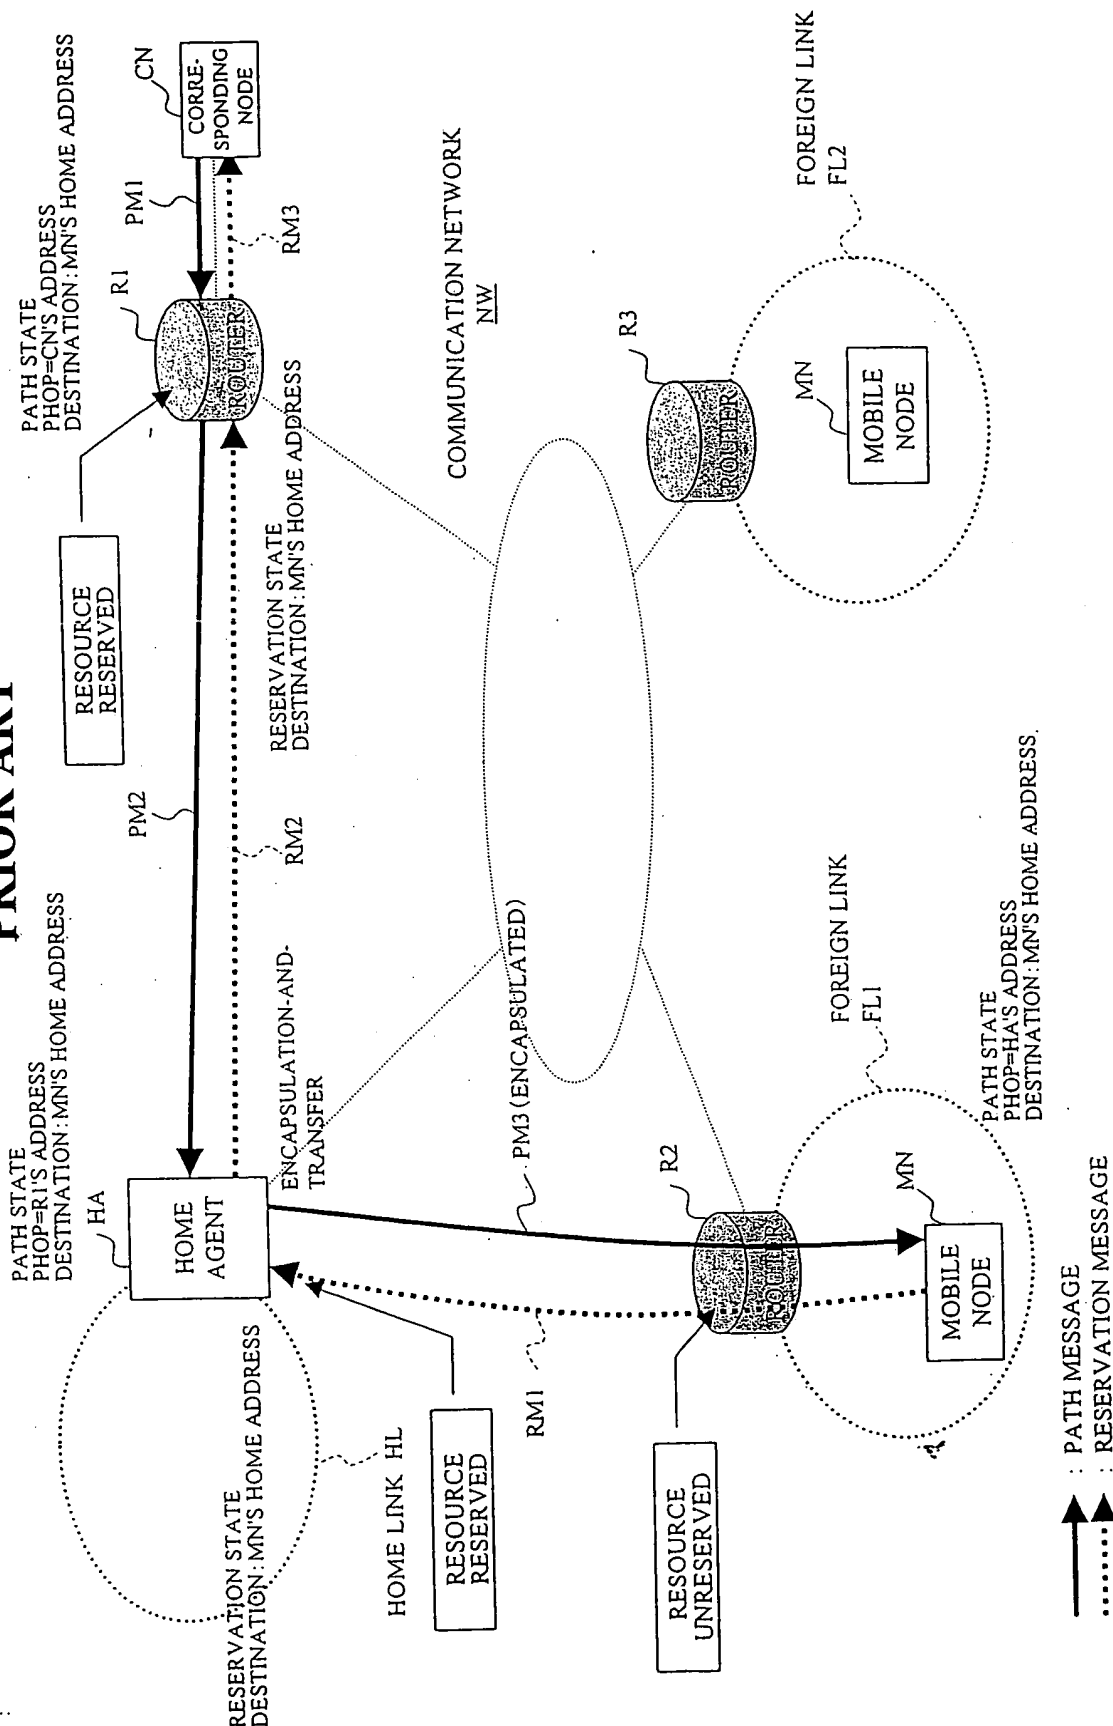 PRIOR ART
PATH STATE
PHOP=R1'S ADDRESS
DESTINATION:MN'S HOME ADDRESS
HA
HOME
AGENT
PM2
RESOURCE
RESERVED
PATH STATE
PHOP=CN'S ADDRESS
DESTINATION:MN'S HOME ADDRESS
R1
ROUTER
PM1
CN
CORRE-
SPONDING
NODE
RM3
RM2
RESERVATION STATE
DESTINATION:MN'S HOME ADDRESS
ENCAPSULATION-AND-
TRANSFER
RESERVATION STATE
DESTINATION:MN'S HOME ADDRESS
HOME LINK HL
RESOURCE
RESERVED
RM1
PM3 (ENCAPSULATED)
COMMUNICATION NETWORK
NW
RESOURCE
UNRESERVED
R2
ROUTER
R3
ROUTER
FOREIGN LINK
FL1
FOREIGN LINK
FL2
MN
MOBILE
NODE
MN
MOBILE
NODE
PATH STATE
PHOP=HA'S ADDRESS
DESTINATION:MN'S HOME ADDRESS.
: PATH MESSAGE
: RESERVATION MESSAGE